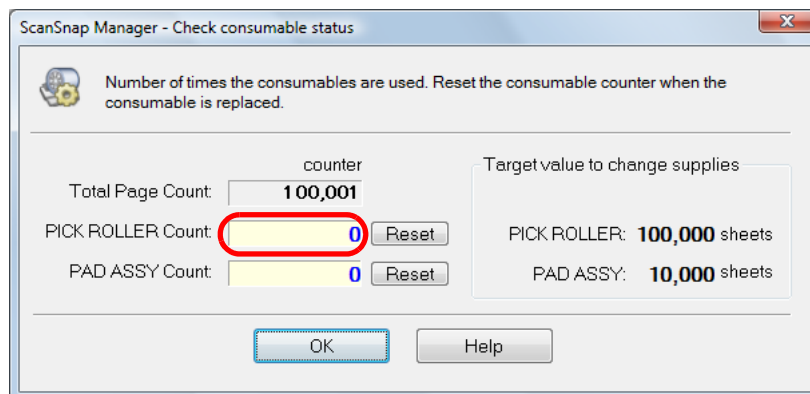 ScanSnap Manager - Check consumable status
Number of times the consumables are used. Reset the consumable counter when the
consumable is replaced.
counter
Target value to change supplies
Total Page Count: 100,001
PICK ROLLER Count: 0 Reset PICK ROLLER: 100,000 sheets
PAD ASSY Count: 0 Reset PAD ASSY: 10,000 sheets
OK Help